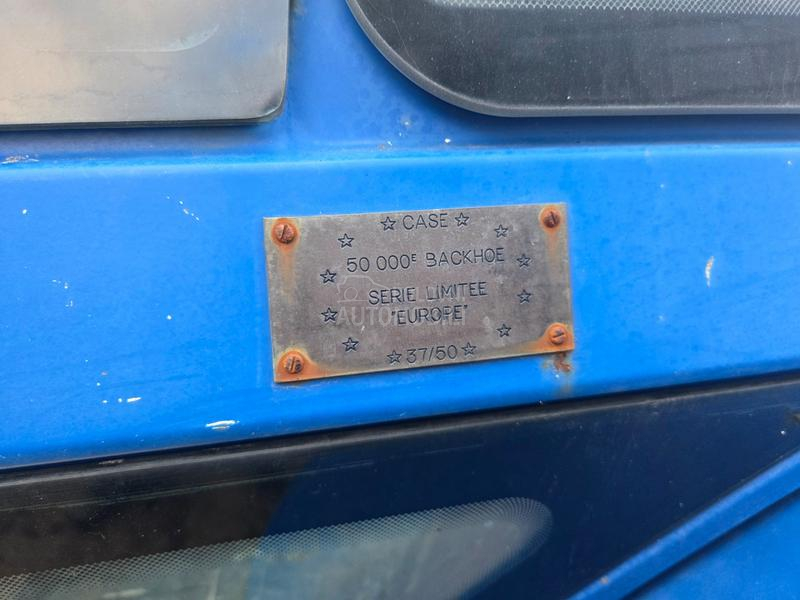 ☆ CASE ☆
50 000E BACKHOE
SERIE LIMITEE
"EUROPE"
☆ 37/50 ☆